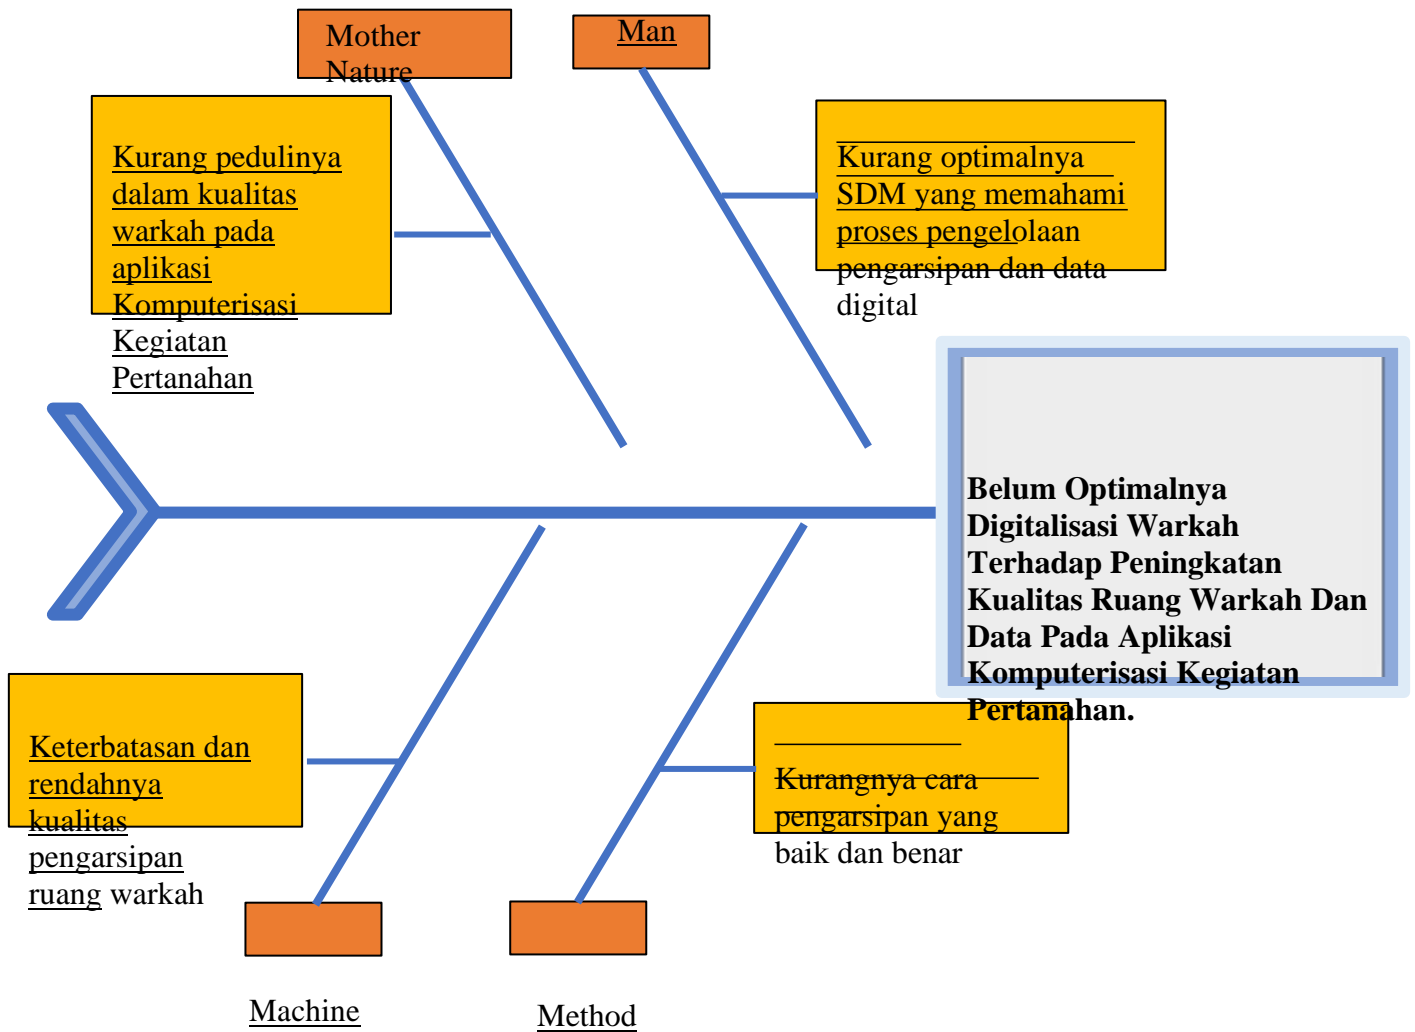 Mother
Nature
Man
Kurang pedulinya
dalam kualitas
warkah pada
aplikasi
Komputerisasi
Kegiatan
Pertanahan
Kurang optimalnya
SDM yang memahami
proses pengelolaan
pengarsipan dan data
digital
Belum Optimalnya
Digitalisasi Warkah
Terhadap Peningkatan
Kualitas Ruang Warkah Dan
Data Pada Aplikasi
Komputerisasi Kegiatan
Pertanahan.
Keterbatasan dan
rendahnya
kualitas
pengarsipan
ruang warkah
Kurangnya cara
pengarsipan yang
baik dan benar
Machine
Method